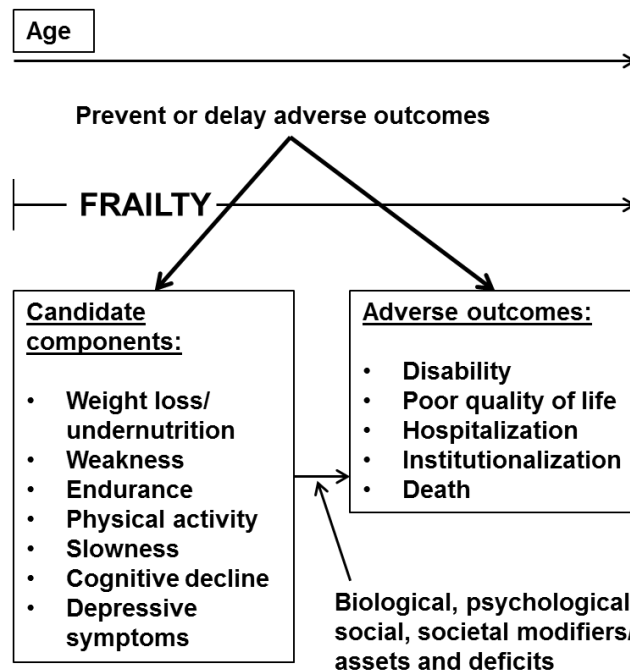 Age
Prevent or delay adverse outcomes
FRAILTY
Candidate
components:
• Weight loss/
undernutrition
• Weakness
• Endurance
• Physical activity
• Slowness
• Cognitive decline
• Depressive
symptoms
Adverse outcomes:
• Disability
• Poor quality of life
• Hospitalization
• Institutionalization
• Death
Biological, psychological
social, societal modifiers/
assets and deficits